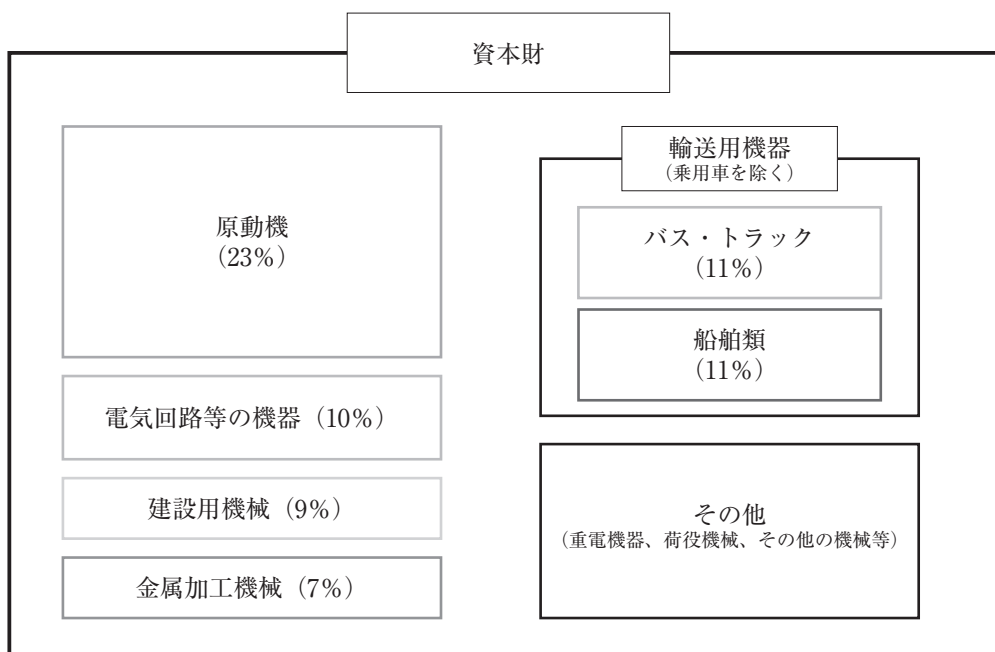 資本財
原動機
(23%)
電気回路等の機器(10%)
建設用機械(9%)
金属加工機械(7%)
輸送用機器
(乗用車を除く)
バス・トラック
(11%)
船舶類
(11%)
その他
(重電機器、荷役機械、その他の機械等)